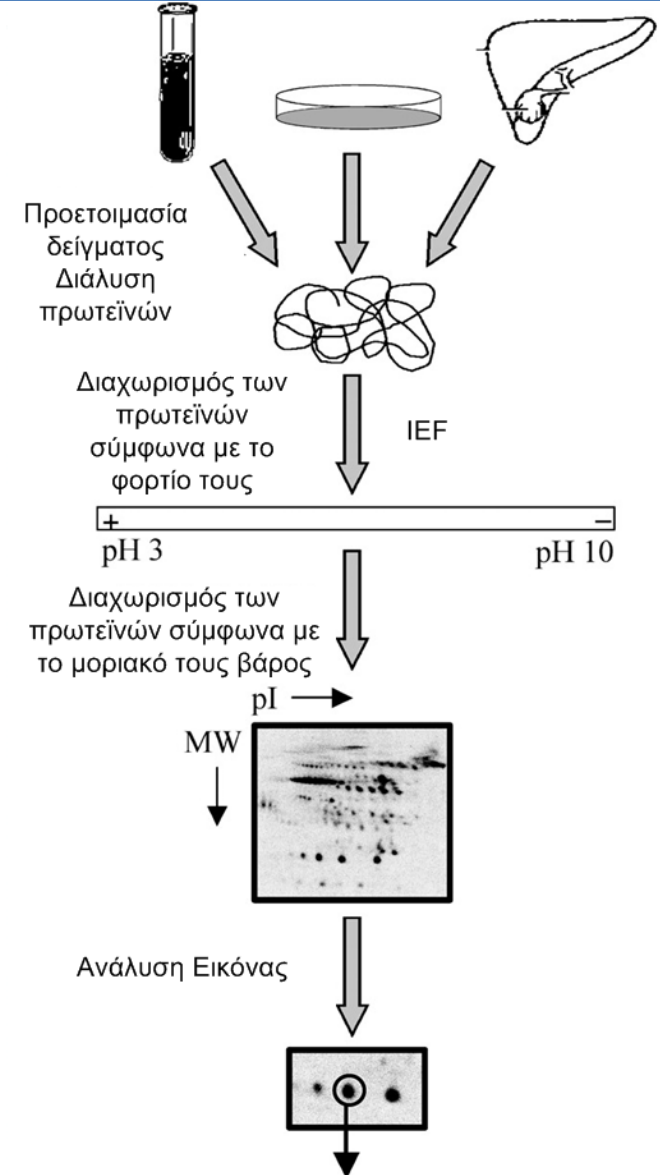 Προετοιμασία
δείγματος
Διάλυση
πρωτεϊνών
Διαχωρισμός των
πρωτεϊνών
σύμφωνα με το
φορτίο τους
IEF
+ −
pH 3 pH 10
Διαχωρισμός των
πρωτεϊνών σύμφωνα με
το μοριακό τους βάρος
pI
MW
Ανάλυση Εικόνας